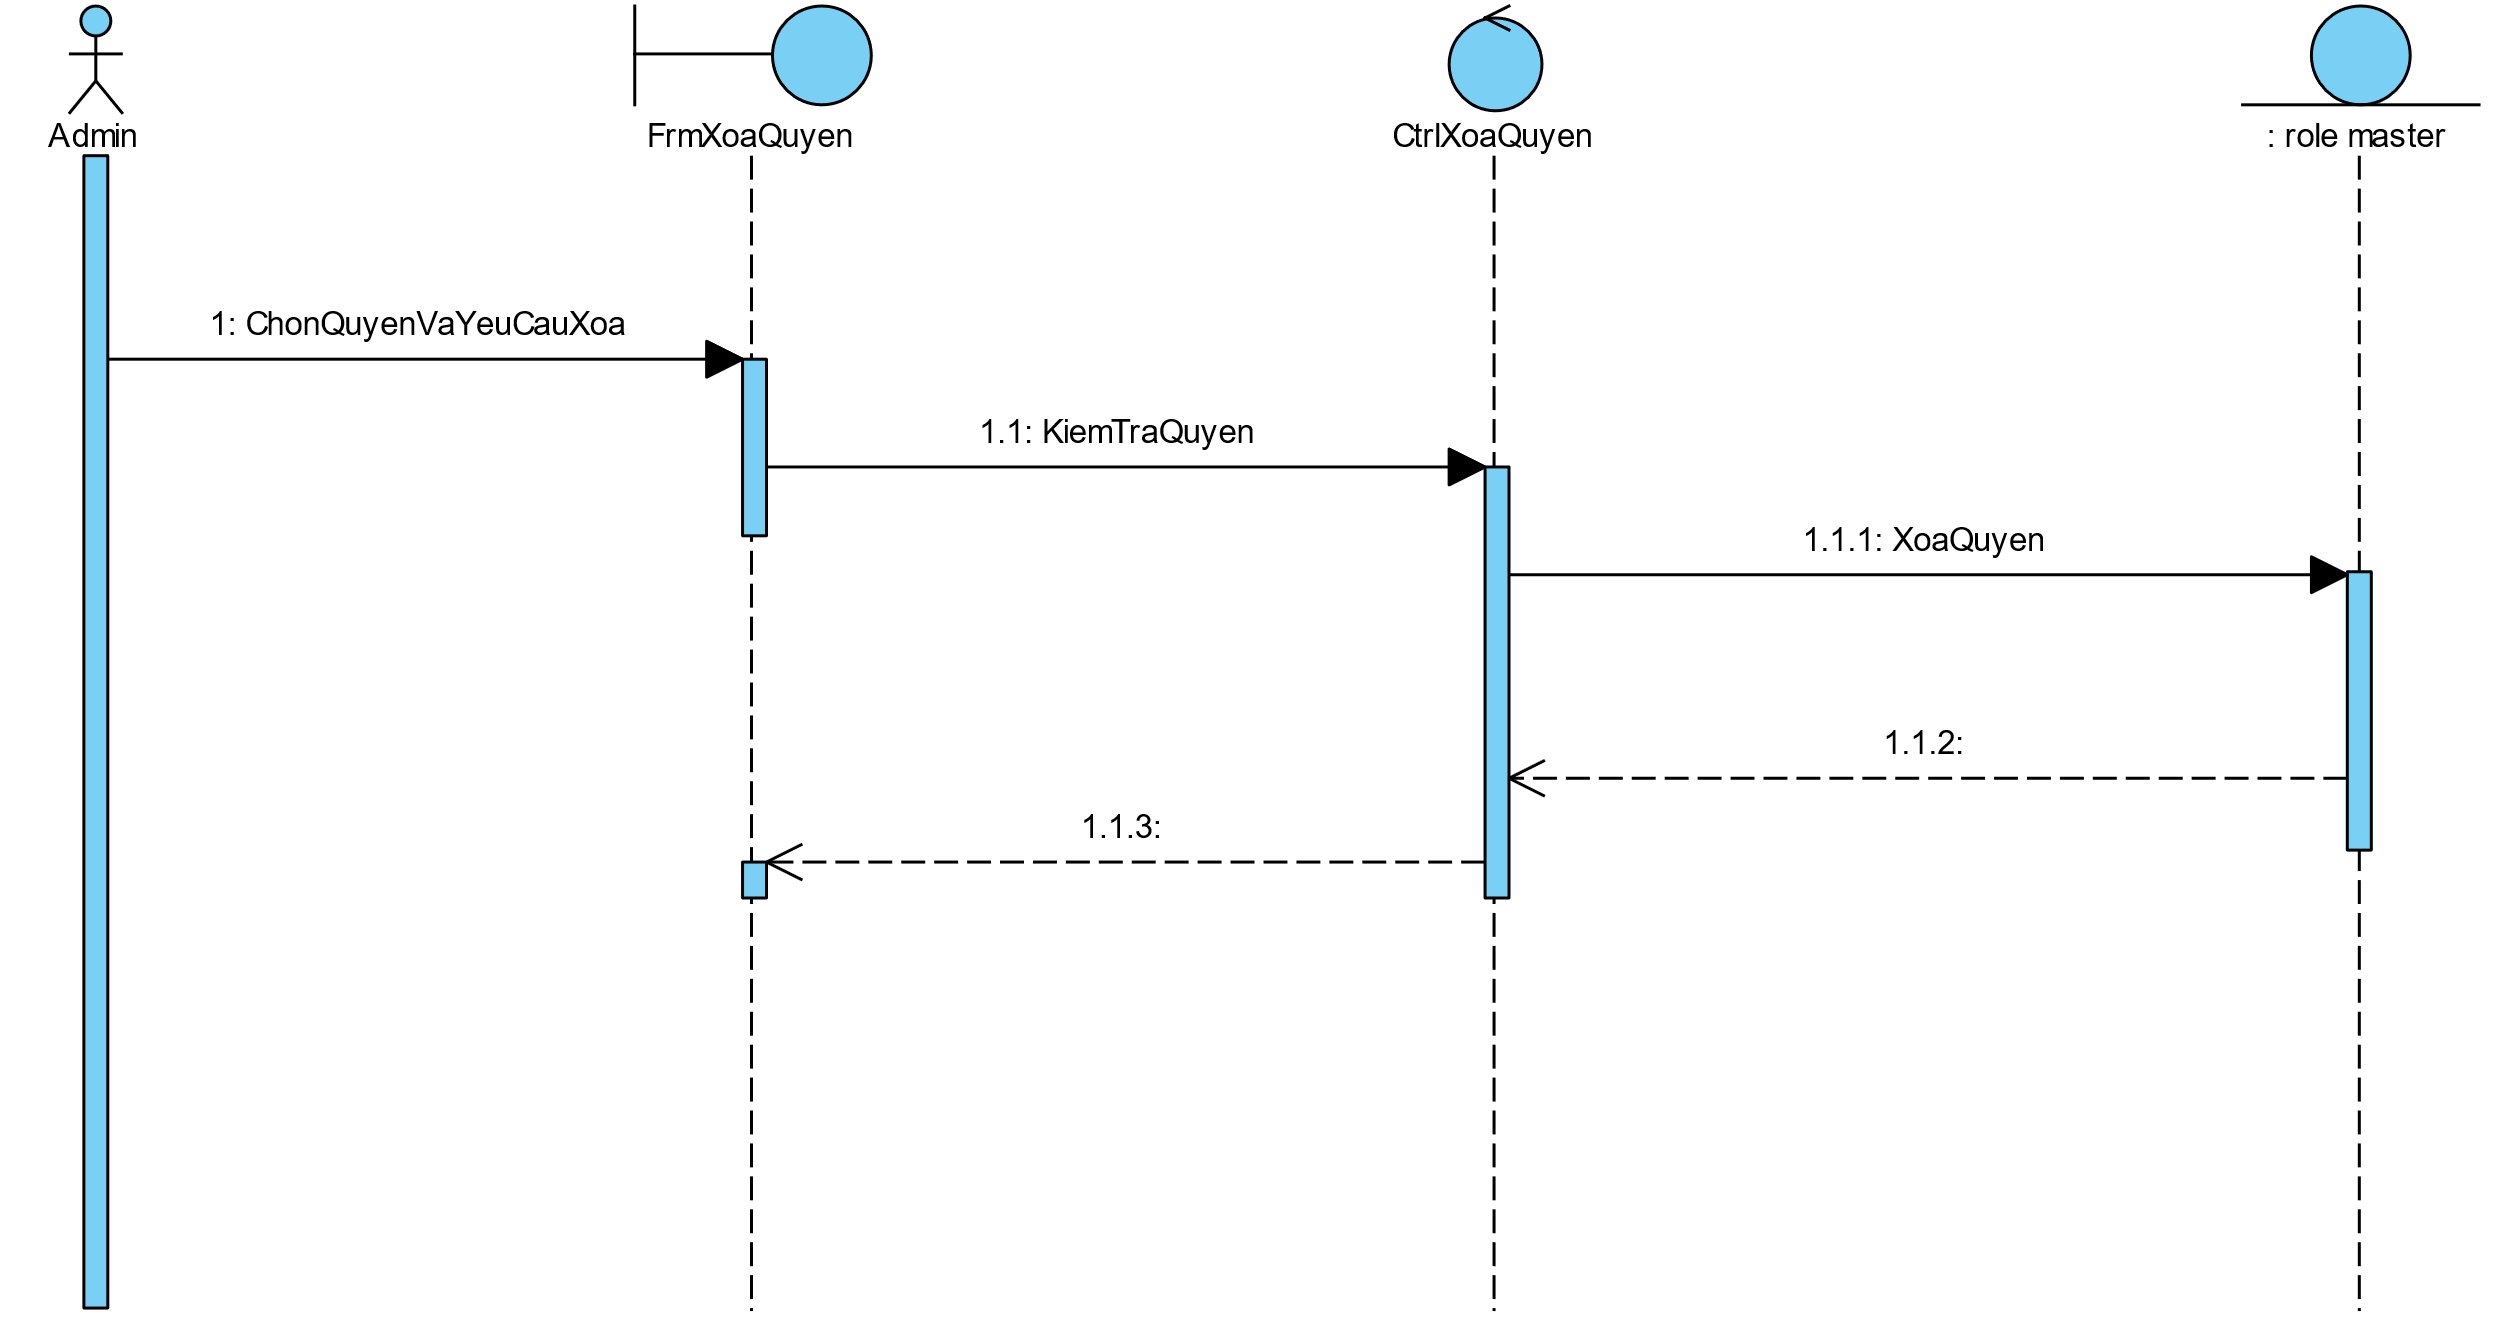 Admin
FrmXoaQuyen
CtrlXoaQuyen
: role master
1: ChonQuyenVaYeuCauXoa
1.1: KiemTraQuyen
1.1.1: XoaQuyen
1.1.2:
1.1.3: